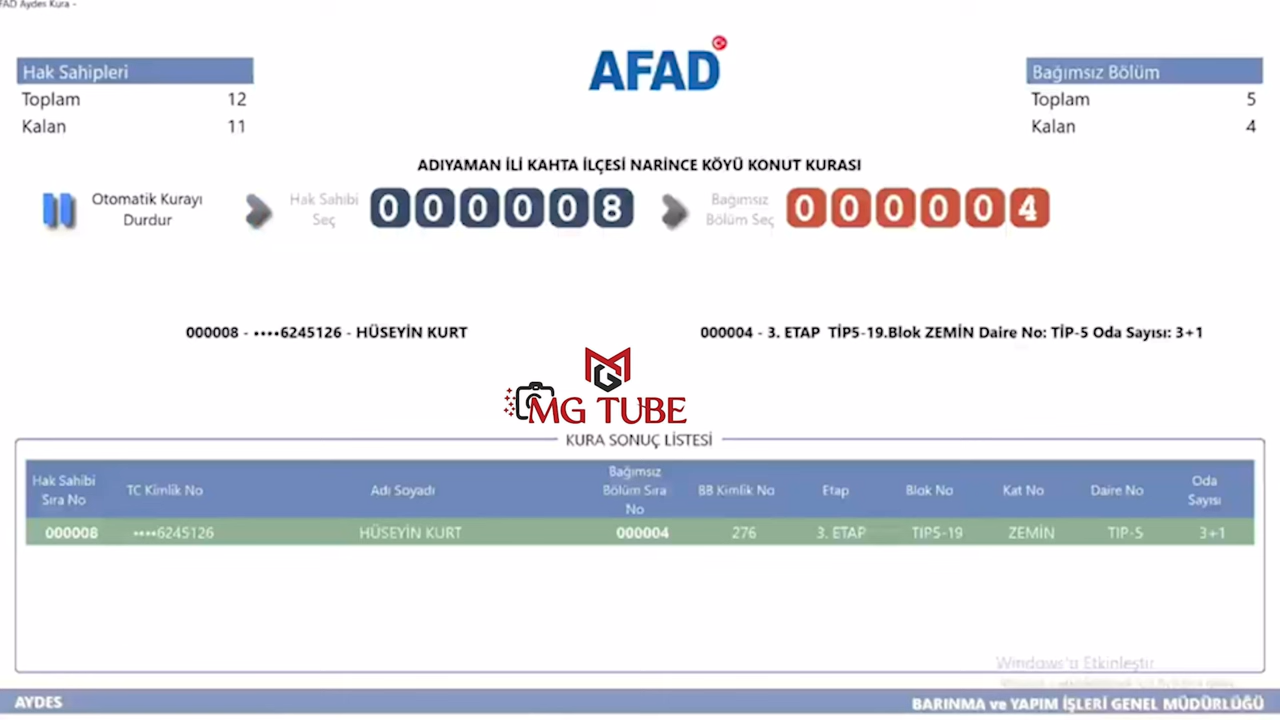 FAD Aydes Kura -
AFAD
Hak Sahipleri
Toplam 12
Kalan 11
Bağımsız Bölüm
Toplam 5
Kalan 4
ADIYAMAN İLİ KAHTA İLÇESİ NARİNCE KÖYÜ KONUT KURASI
Otomatik Kurayı
Durdur
Hak Sahibi
Seç
000008
Bağımsız
Bölüm Seç
000004
000008 - ••••6245126 - HÜSEYİN KURT
000004 - 3. ETAP TİP5-19.Blok ZEMİN Daire No: TİP-5 Oda Sayısı: 3+1
MG TUBE
KURA SONUÇ LİSTESİ
Hak Sahibi
Sıra No
TC Kimlik No
Adı Soyadı
Bağımsız
Bölüm Sıra
No
BB Kimlik No
Etap
Blok No
Kat No
Daire No
Oda
Sayısı
000008 ••••6245126 HÜSEYİN KURT 000004 276 3. ETAP TIP5-19 ZEMİN TIP-5 3+1
Windows'u Etkinleştir
AYDES
BARINMA ve YAPIM İŞLERİ GENEL MÜDÜRLÜĞÜ